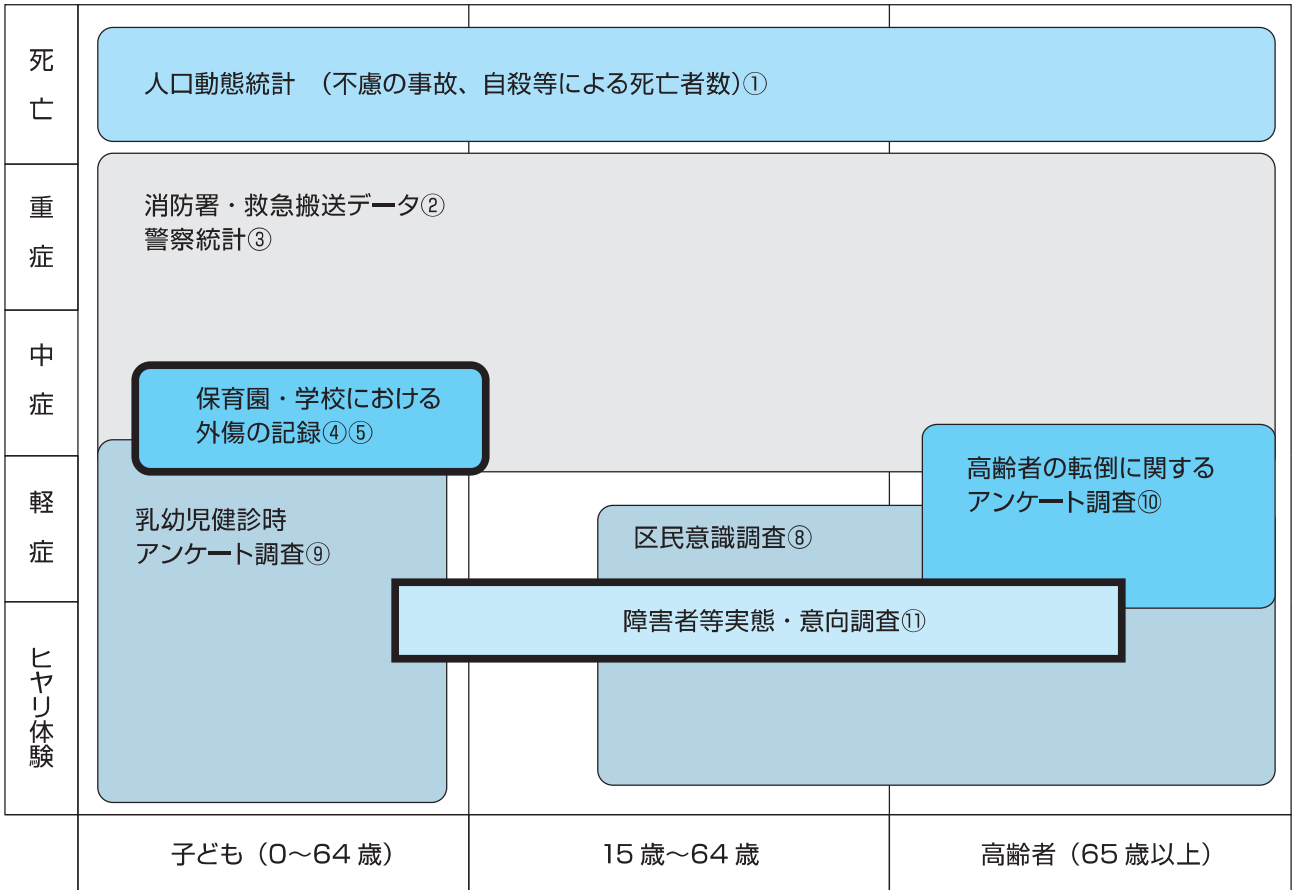 死亡
人口動態統計 （不慮の事故、自殺等による死亡者数）①
重症
消防署・救急搬送データ②
警察統計③
中症
保育園・学校における
外傷の記録④⑤
軽症
乳幼児健診時
アンケート調査⑨
区民意識調査⑧
高齢者の転倒に関する
アンケート調査⑩
障害者等実態・意向調査⑪
ヒヤリ体験
子ども（0～64歳）
15歳～64歳
高齢者（65歳以上）